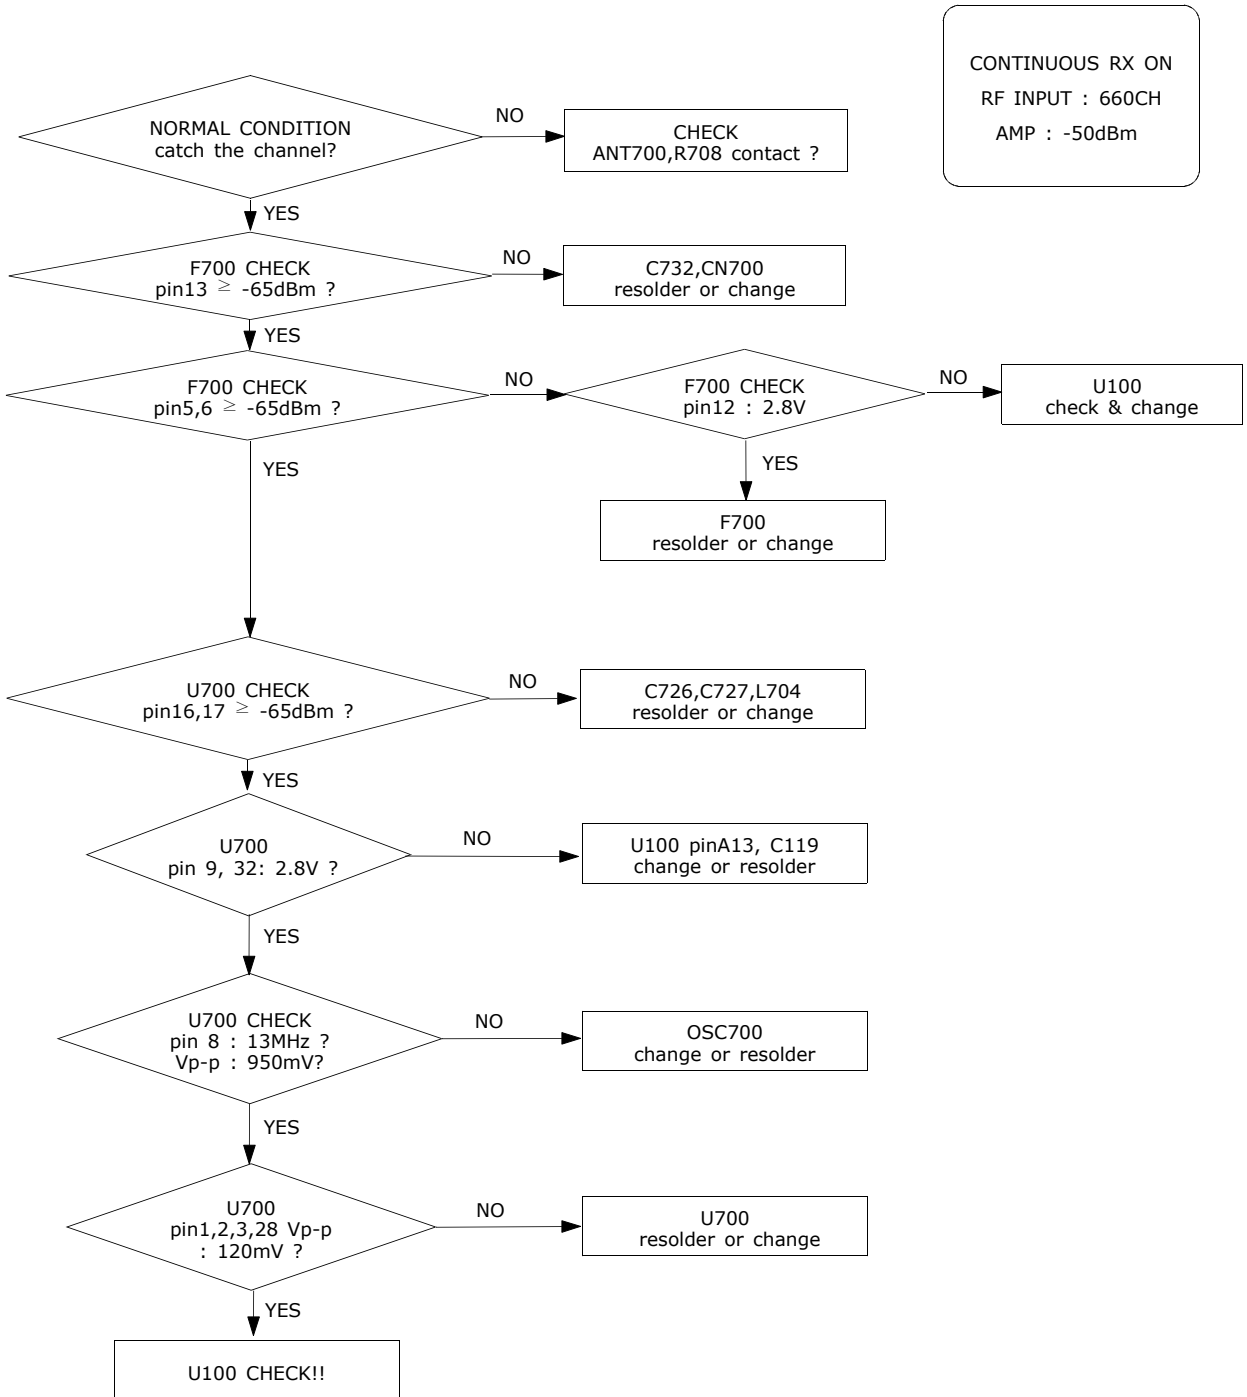 CONTINUOUS RX ON
RF INPUT : 660CH
AMP : -50dBm
NORMAL CONDITION
catch the channel?
NO
CHECK
ANT700,R708 contact ?
YES
F700 CHECK
pin13 ≥ -65dBm ?
NO
C732,CN700
resolder or change
YES
F700 CHECK
pin5,6 ≥ -65dBm ?
NO
F700 CHECK
pin12 : 2.8V
NO
U100
check & change
YES
YES
F700
resolder or change
U700 CHECK
pin16,17 ≥ -65dBm ?
NO
C726,C727,L704
resolder or change
YES
U700
pin 9, 32: 2.8V ?
NO
U100 pinA13, C119
change or resolder
YES
U700 CHECK
pin 8 : 13MHz ?
Vp-p : 950mV?
NO
OSC700
change or resolder
YES
U700
pin1,2,3,28 Vp-p
: 120mV ?
NO
U700
resolder or change
YES
U100 CHECK!!